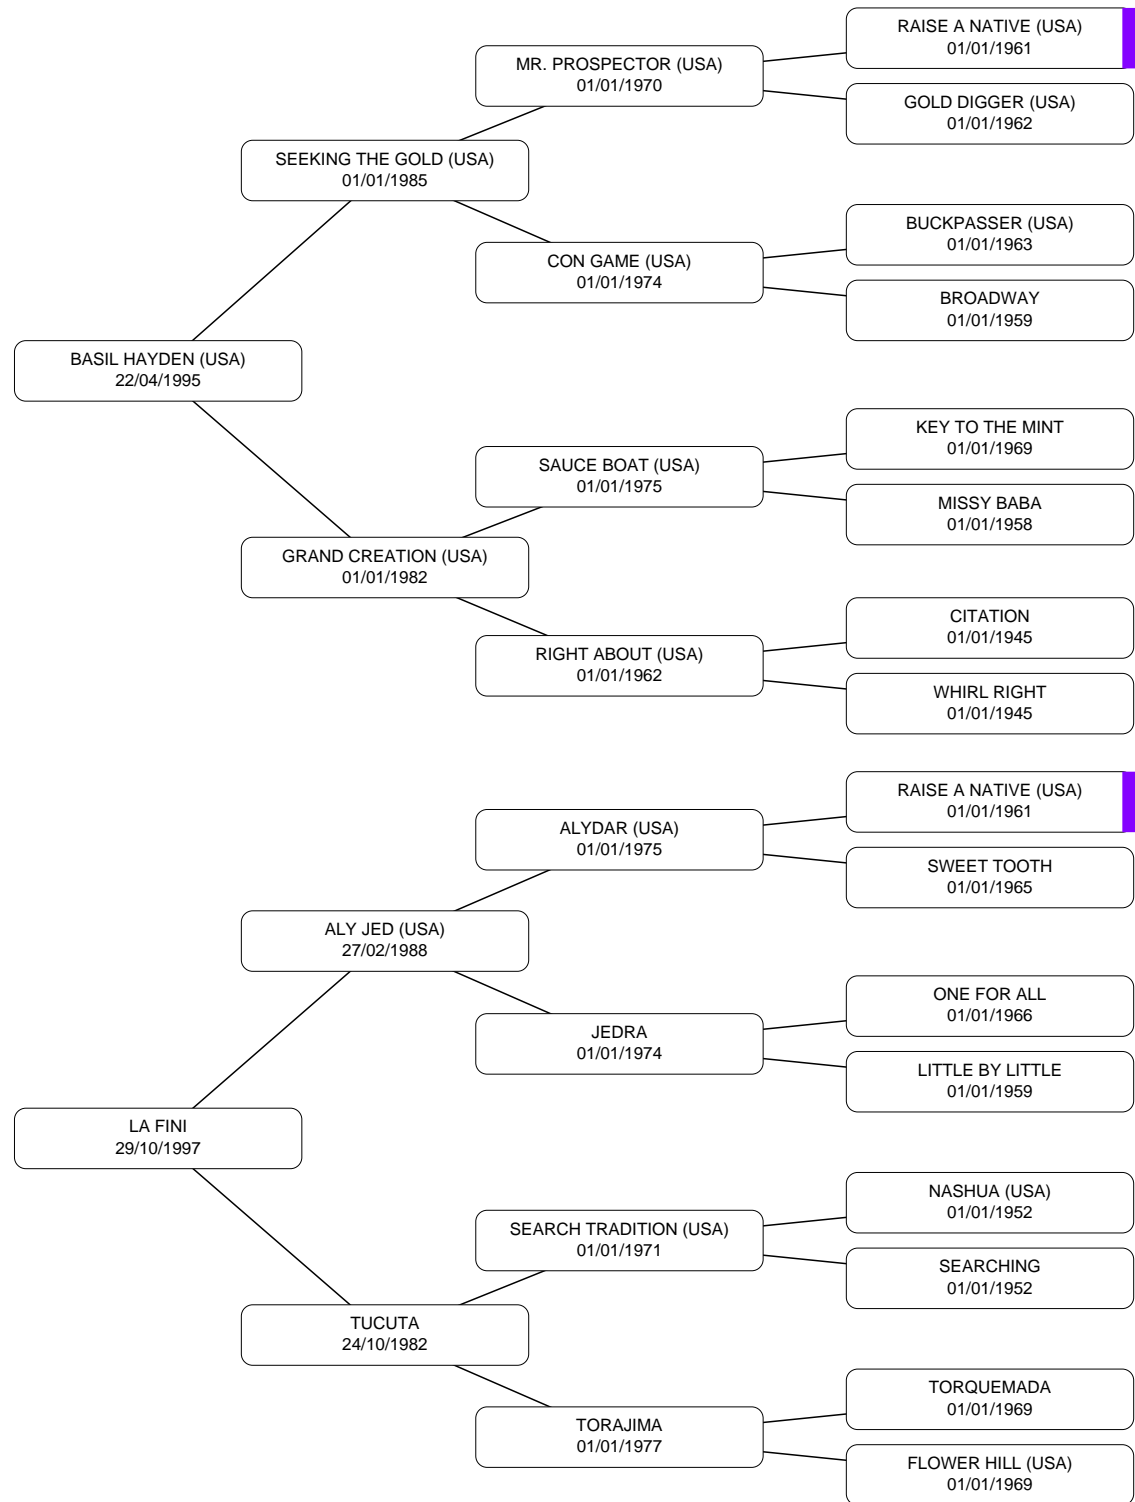 RAISE A NATIVE (USA)
01/01/1961
MR. PROSPECTOR (USA)
01/01/1970
GOLD DIGGER (USA)
01/01/1962
SEEKING THE GOLD (USA)
01/01/1985
BUCKPASSER (USA)
01/01/1963
CON GAME (USA)
01/01/1974
BROADWAY
01/01/1959
BASIL HAYDEN (USA)
22/04/1995
KEY TO THE MINT
01/01/1969
SAUCE BOAT (USA)
01/01/1975
MISSY BABA
01/01/1958
GRAND CREATION (USA)
01/01/1982
CITATION
01/01/1945
RIGHT ABOUT (USA)
01/01/1962
WHIRL RIGHT
01/01/1945
RAISE A NATIVE (USA)
01/01/1961
ALYDAR (USA)
01/01/1975
SWEET TOOTH
01/01/1965
ALY JED (USA)
27/02/1988
ONE FOR ALL
01/01/1966
JEDRA
01/01/1974
LITTLE BY LITTLE
01/01/1959
LA FINI
29/10/1997
NASHUA (USA)
01/01/1952
SEARCH TRADITION (USA)
01/01/1971
SEARCHING
01/01/1952
TUCUTA
24/10/1982
TORQUEMADA
01/01/1969
TORAJIMA
01/01/1977
FLOWER HILL (USA)
01/01/1969